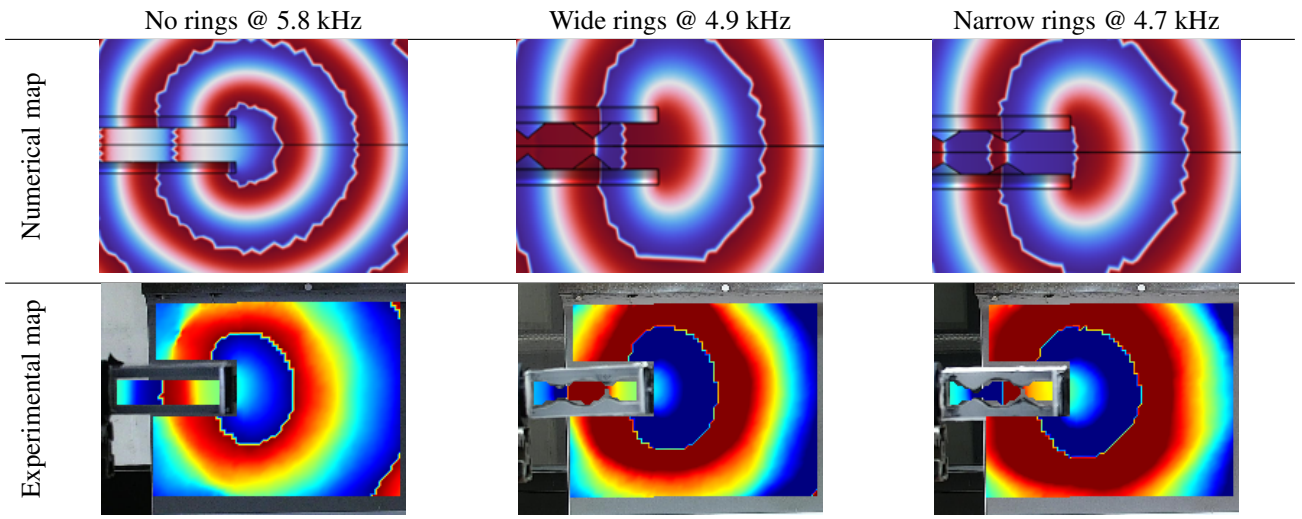 No rings @ 5.8 kHz Wide rings @ 4.9 kHz Narrow rings @ 4.7 kHz
Numerical map
Experimental map